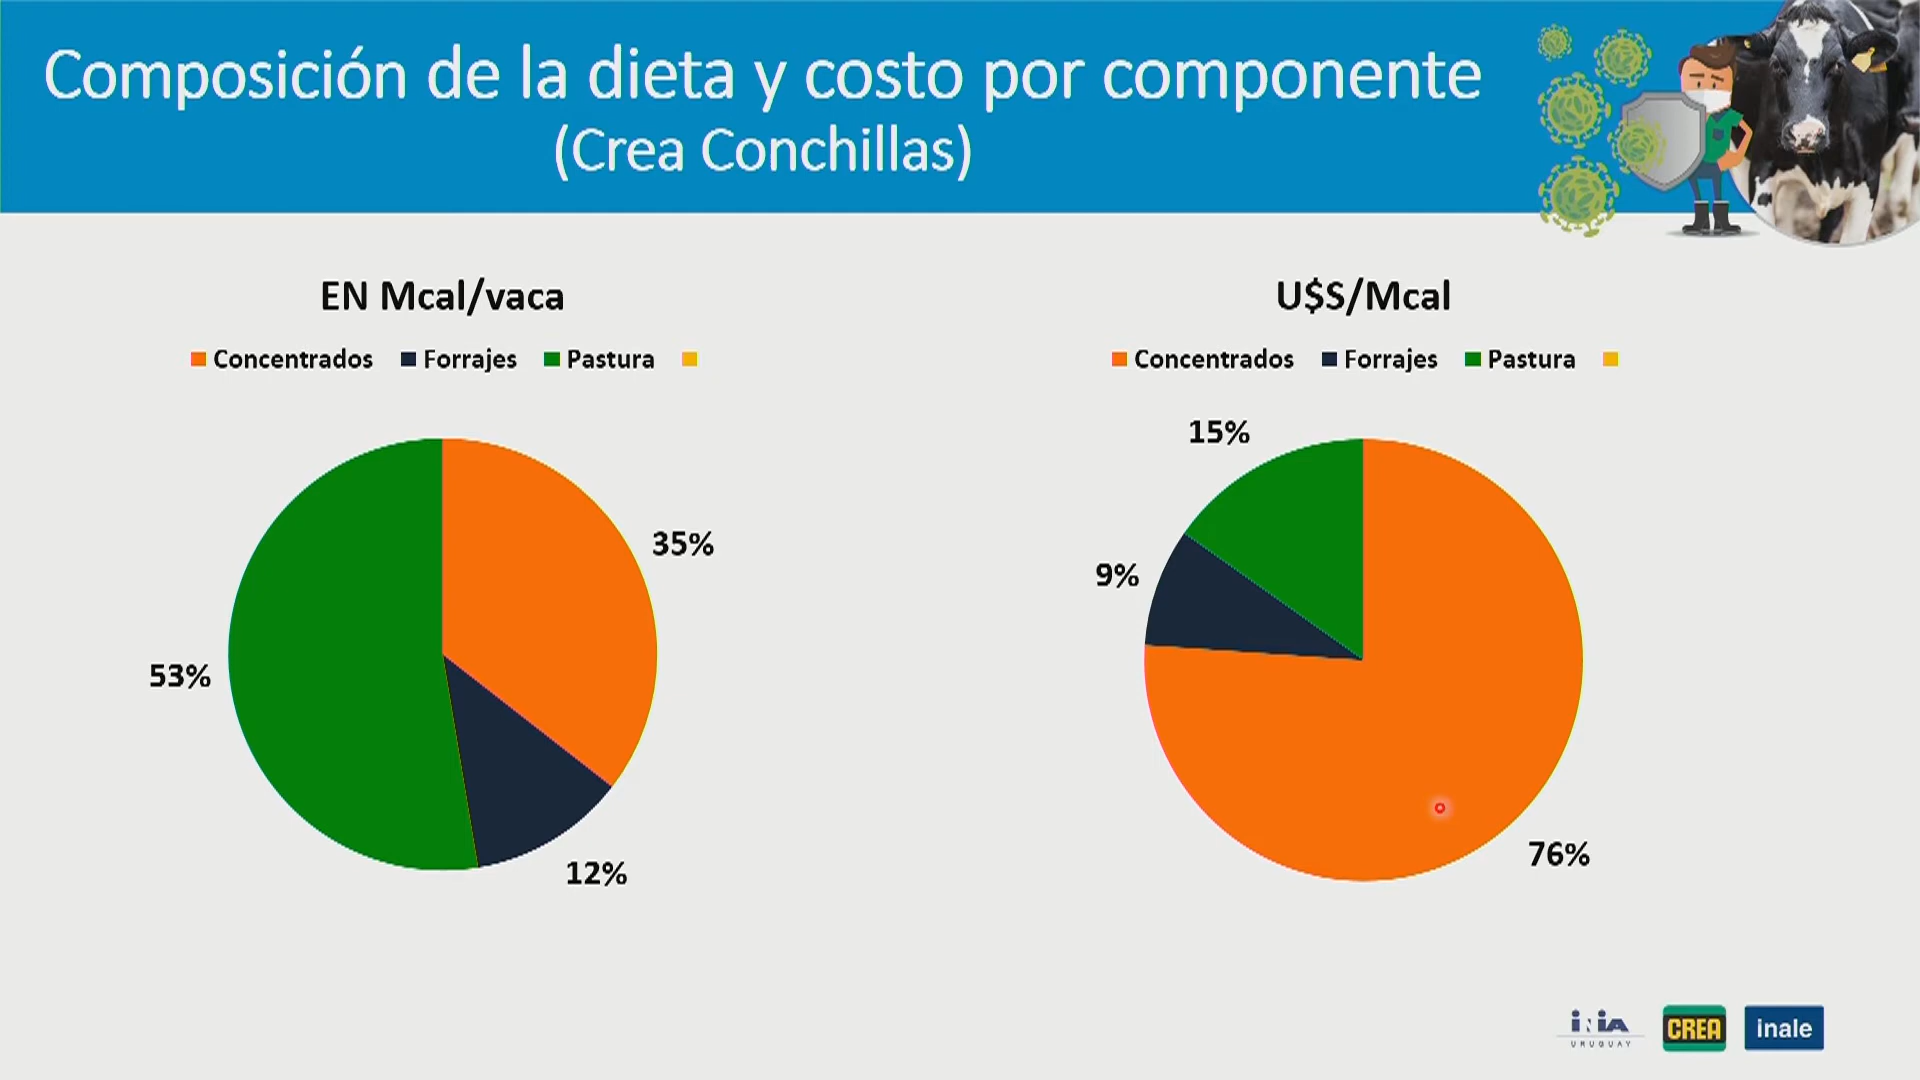 Composición de la dieta y costo por componente
(Crea Conchillas)
EN Mcal/vaca
Concentrados Forrajes Pastura
35%
53%
12%
U$S/Mcal
Concentrados Forrajes Pastura
15%
9%
76%
INIA
URUGUAY
CREA
inale